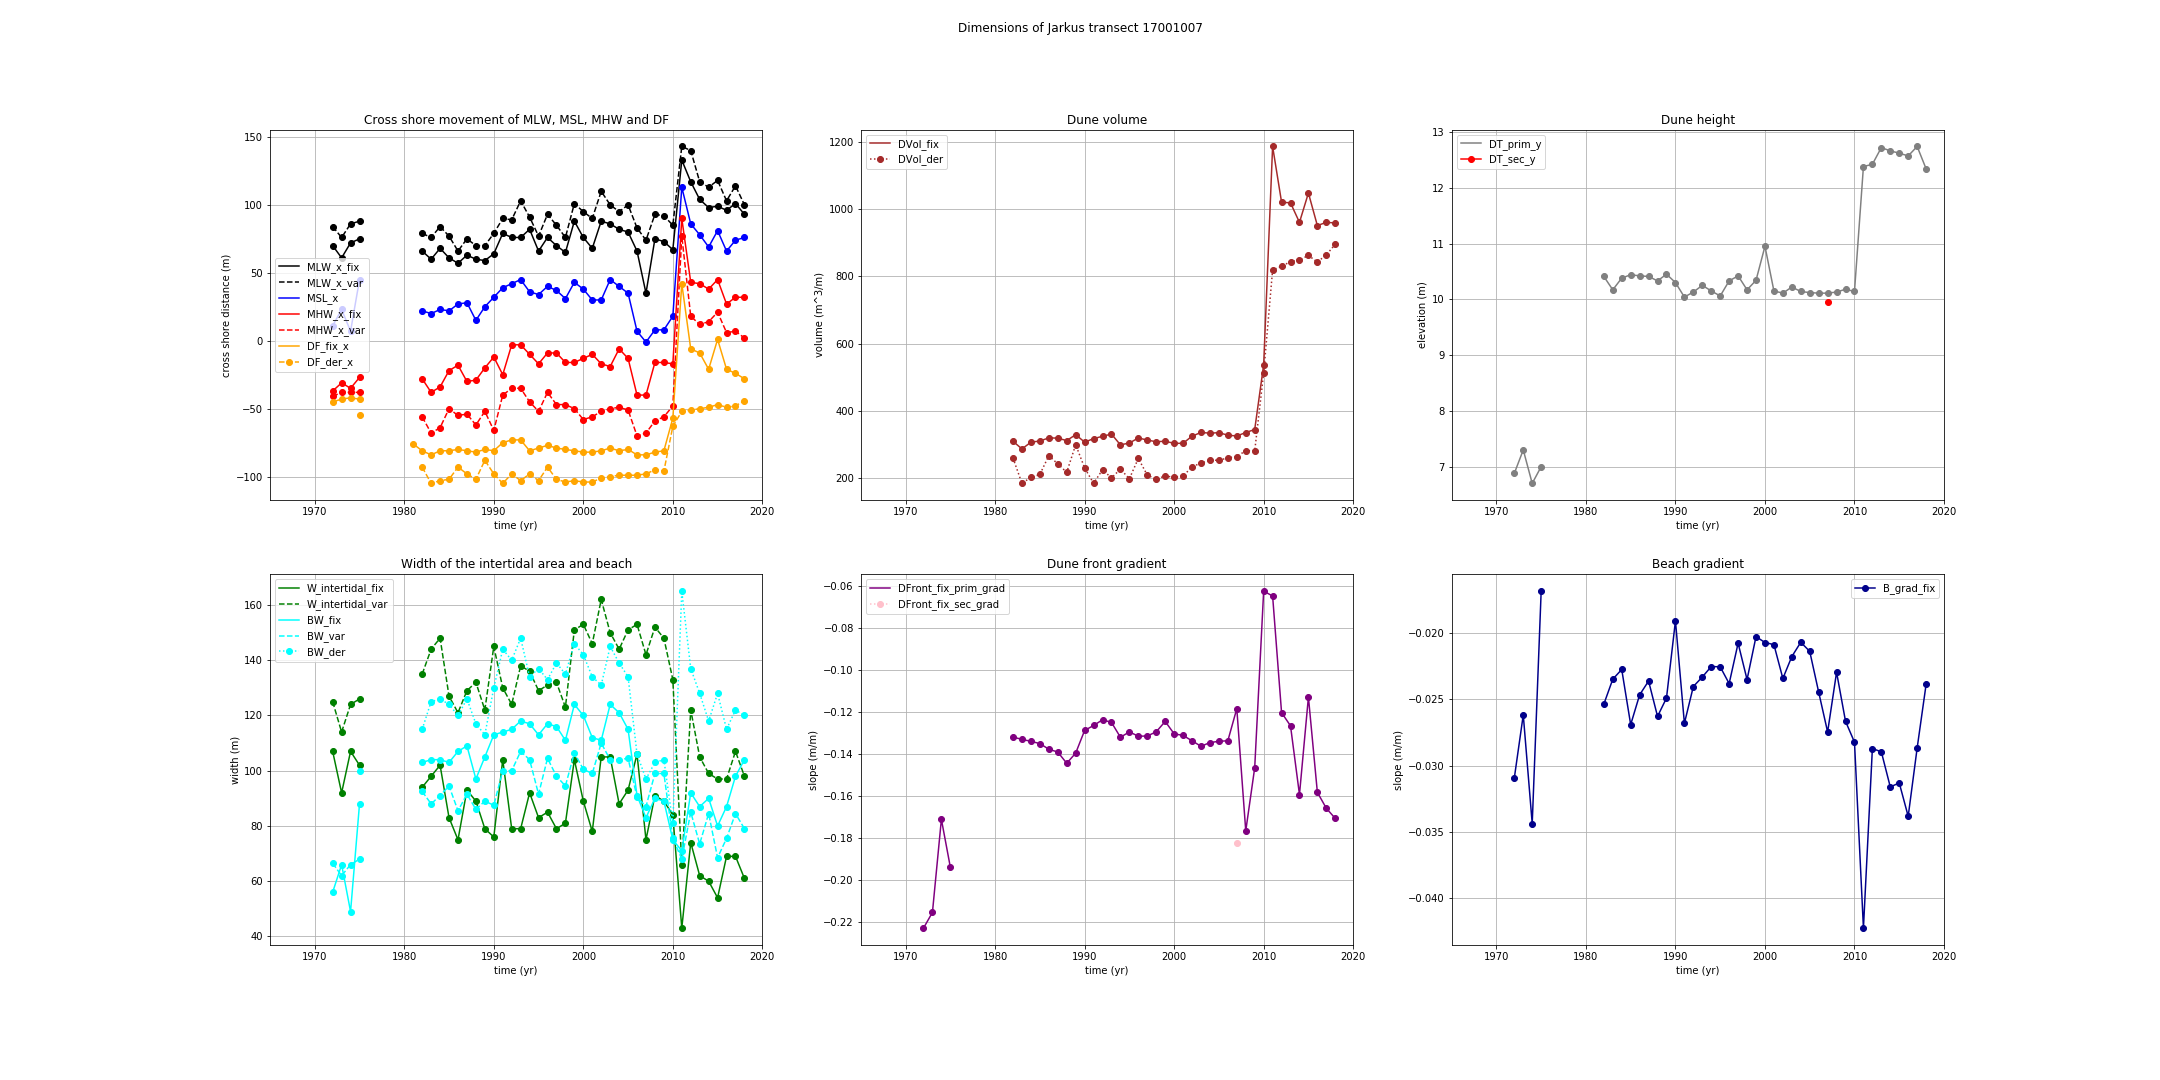 Dimensions of Jarkus transect 17001007
Cross shore movement of MLW, MSL, MHW and DF
150
100
50
0
−50
−100
cross shore distance (m)
MLW_x_fix
MLW_x_var
MSL_x
MHW_x_fix
MHW_x_var
DF_fix_x
DF_der_x
1970 1980 1990 2000 2010 2020
time (yr)
Dune volume
1200
1000
800
600
400
200
volume (m^3/m)
DVol_fix
DVol_der
1970 1980 1990 2000 2010 2020
time (yr)
Dune height
13
12
11
10
9
8
7
elevation (m)
DT_prim_y
DT_sec_y
1970 1980 1990 2000 2010 2020
time (yr)
Width of the intertidal area and beach
160
140
120
100
80
60
40
width (m)
W_intertidal_fix
W_intertidal_var
BW_fix
BW_var
BW_der
1970 1980 1990 2000 2010 2020
time (yr)
Dune front gradient
−0.06
−0.08
−0.10
−0.12
−0.14
−0.16
−0.18
−0.20
−0.22
slope (m/m)
DFront_fix_prim_grad
DFront_fix_sec_grad
1970 1980 1990 2000 2010 2020
time (yr)
Beach gradient
−0.020
−0.025
−0.030
−0.035
−0.040
slope (m/m)
B_grad_fix
1970 1980 1990 2000 2010 2020
time (yr)